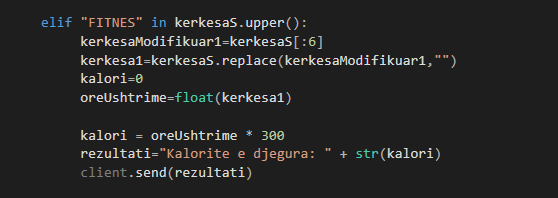 elif "FITNES" in kerkesaS.upper():
kerkesaModifikuar1=kerkesaS[:6]
kerkesa1=kerkesaS.replace(kerkesaModifikuar1,"")
kalori=0
oreUshtrime=float(kerkesa1)
kalori = oreUshtrime * 300
rezultati="Kalorite e djegura: " + str(kalori)
client.send(rezultati)